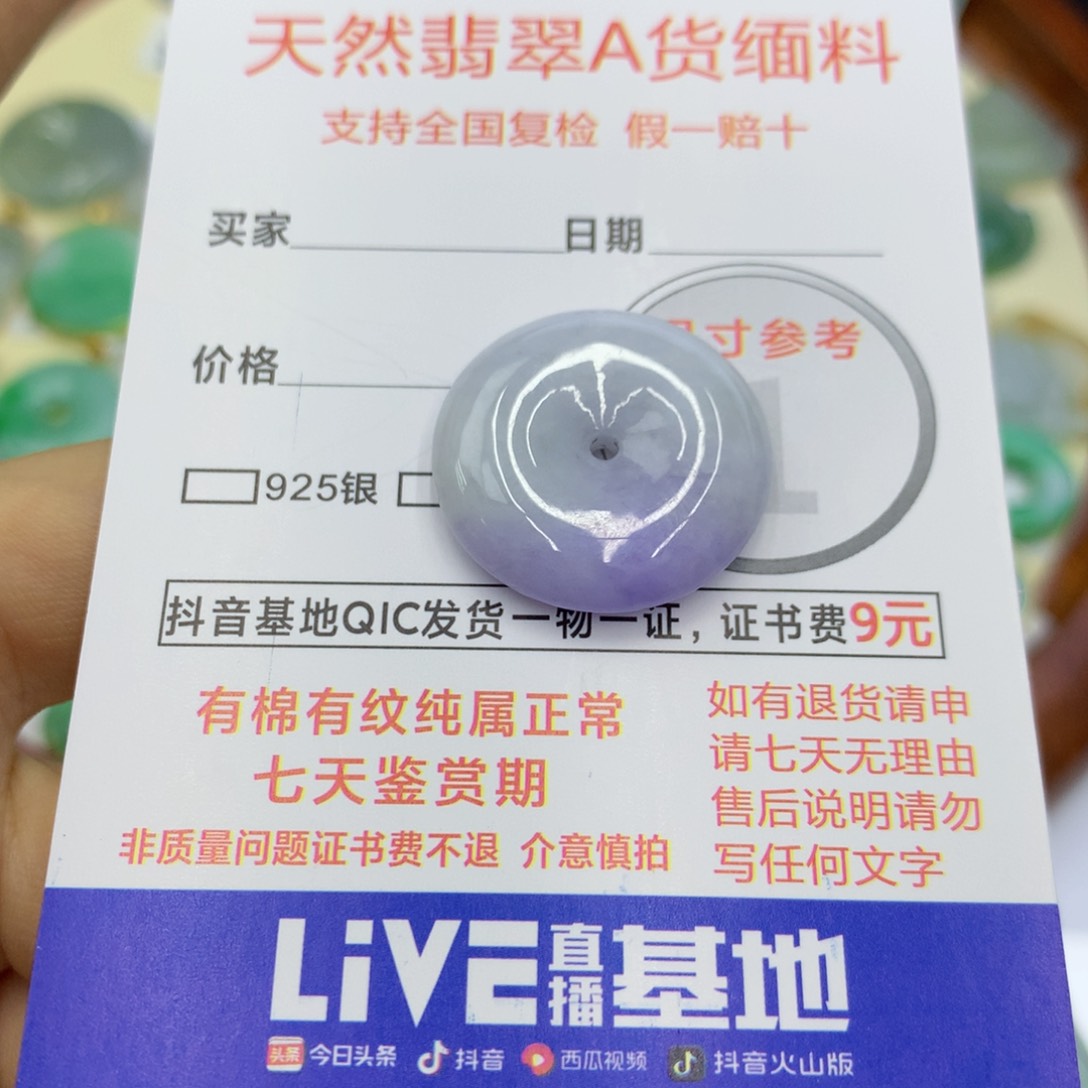 天然翡翠A货缅料
支持全国复检 假一赔十
买家 日期
寸参考
价格
925银
抖音基地QIC发货一物一证，证书费9元
有棉有纹纯属正常
七天鉴赏期
非质量问题证书费不退 介意慎拍
如有退货请申
请七天无理由
售后说明请勿
写任何文字
LiVE直播基地
头条 今日头条 抖音 西瓜视频 抖音火山版